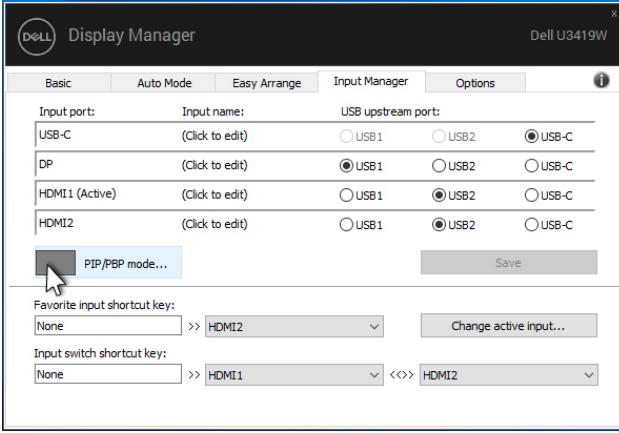 x
DELL Display Manager Dell U3419W
Basic Auto Mode Easy Arrange Input Manager Options i
Input port: Input name: USB upstream port:
USB-C (Click to edit) USB1 USB2 USB-C
DP (Click to edit) USB1 USB2 USB-C
HDMI1 (Active) (Click to edit) USB1 USB2 USB-C
HDMI2 (Click to edit) USB1 USB2 USB-C
PIP/PBP mode... Save
Favorite input shortcut key:
None >> HDMI2 Change active input...
Input switch shortcut key:
None >> HDMI1 <<>> HDMI2